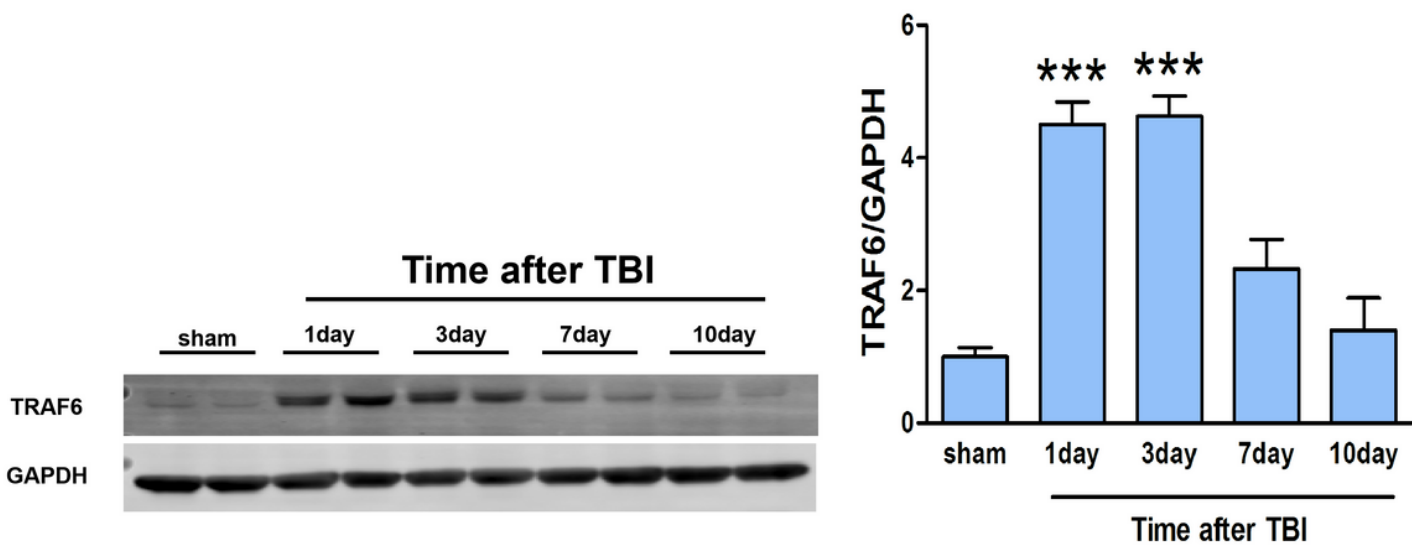 Time after TBI
sham 1day 3day 7day 10day
TRAF6
GAPDH
TRAF6/GAPDH
6
4
2
0
*** ***
sham 1day 3day 7day 10day
Time after TBI